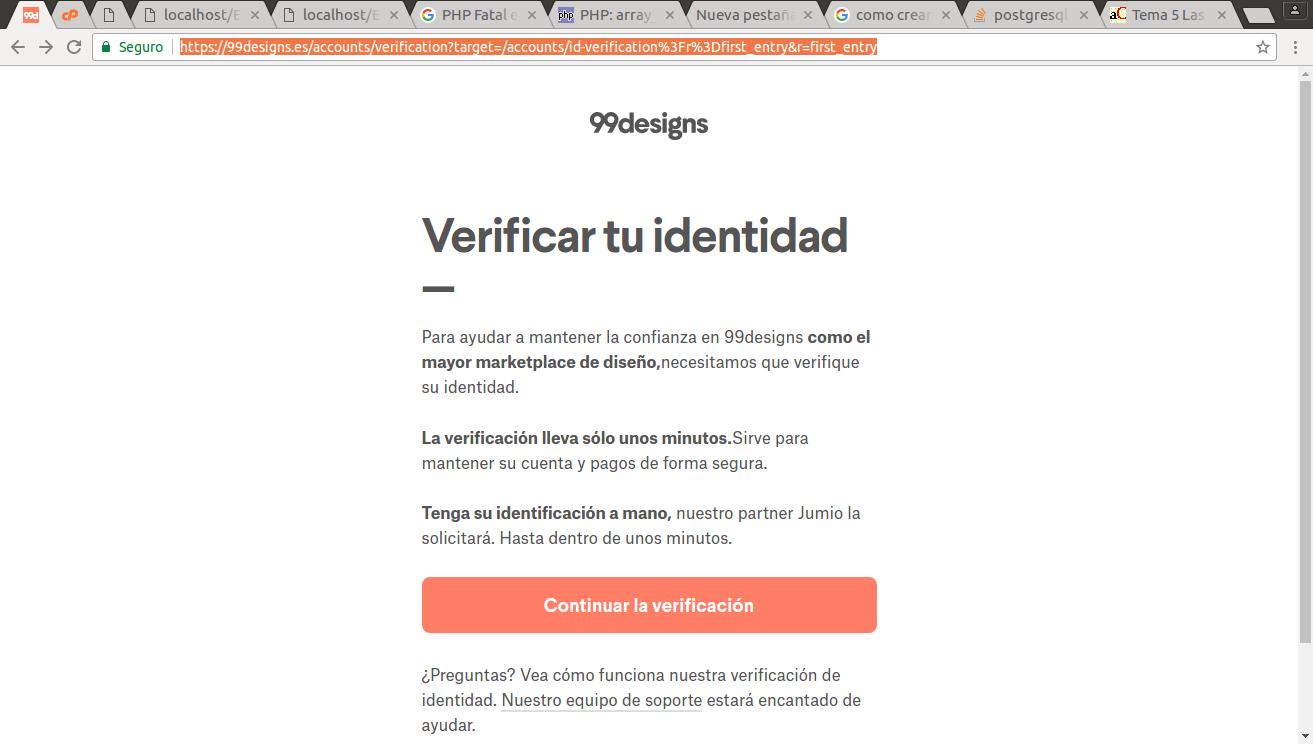 99d
cP
localhost/E
localhost/E
PHP Fatal e
php PHP: array_
Nueva pestaña
como crear
postgresql
aC Tema 5 Las
Seguro https://99designs.es/accounts/verification?target=/accounts/id-verification%3Fr%3Dfirst_entry&r=first_entry
99designs
Verificar tu identidad
Para ayudar a mantener la confianza en 99designs como el
mayor marketplace de diseño,necesitamos que verifique
su identidad.
La verificación lleva sólo unos minutos.Sirve para
mantener su cuenta y pagos de forma segura.
Tenga su identificación a mano, nuestro partner Jumio la
solicitará. Hasta dentro de unos minutos.
Continuar la verificación
¿Preguntas? Vea cómo funciona nuestra verificación de
identidad. Nuestro equipo de soporte estará encantado de
ayudar.